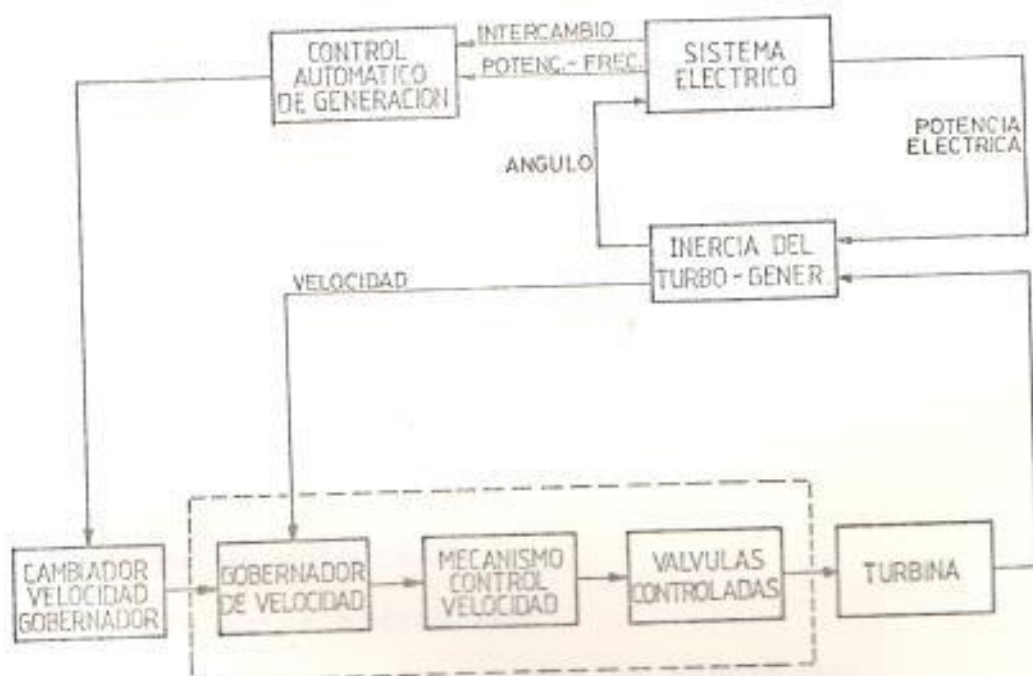 CONTROL
AUTOMATICO
DE GENERACION
INTERCAMBIO
POTENC.-FREC.
SISTEMA
ELECTRICO
POTENCIA
ELECTRICA
ANGULO
INERCIA DEL
TURBO-GENER.
VELOCIDAD
CAMBIADOR
VELOCIDAD
GOBERNADOR
GOBERNADOR
DE VELOCIDAD
MECANISMO
CONTROL
VELOCIDAD
VALVULAS
CONTROLADAS
TURBINA